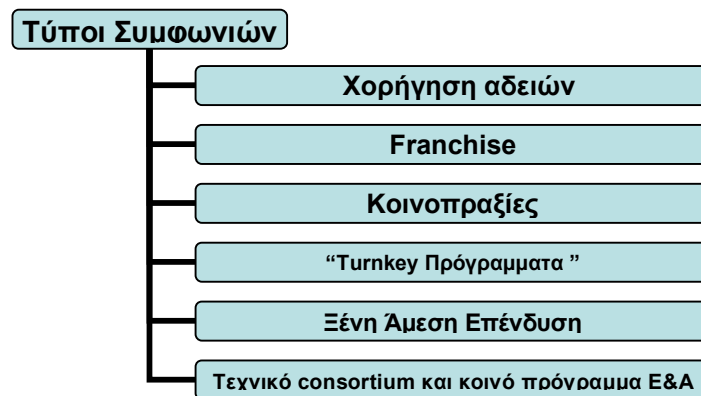 Τύποι Συμφωνιών
Χορήγηση αδειών
Franchise
Κοινοπραξίες
“Turnkey Πρόγραμματα ”
Ξένη Άμεση Επένδυση
Τεχνικό consortium και κοινό πρόγραμμα Ε&Α